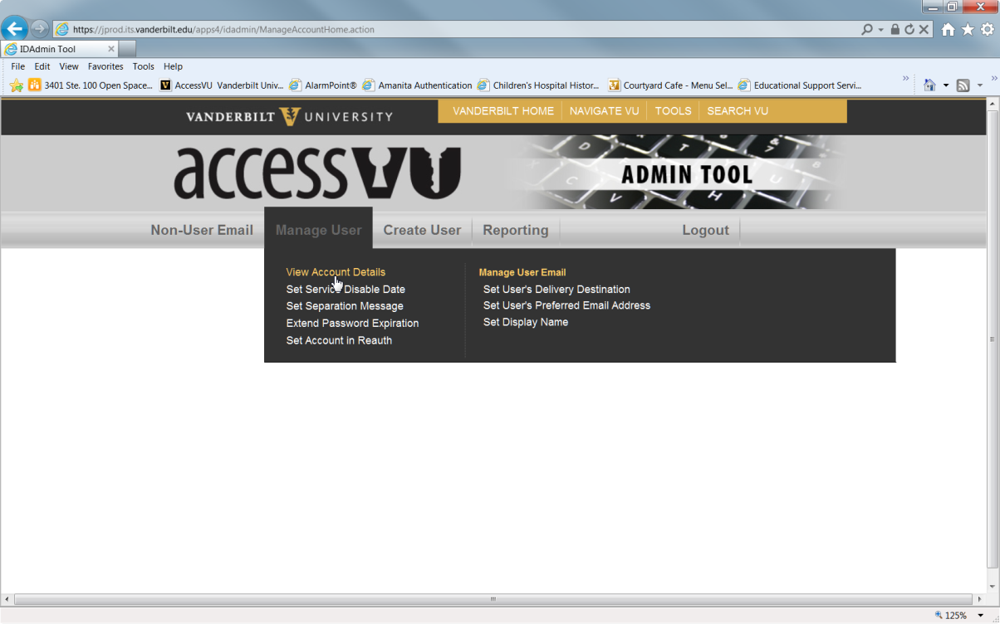 https://jprod.its.vanderbilt.edu/apps4/idadmin/ManageAccountHome.action
IDAdmin Tool
File Edit View Favorites Tools Help
3401 Ste. 100 Open Space... AccessVU Vanderbilt Univ... AlarmPoint® Amanita Authentication Children's Hospital Histor... Courtyard Cafe - Menu Sel... Educational Support Servi...
VANDERBILT UNIVERSITY VANDERBILT HOME NAVIGATE VU TOOLS SEARCH VU
accessVU ADMIN TOOL
Non-User Email Manage User Create User Reporting Logout
View Account Details
Set Service Disable Date
Set Separation Message
Extend Password Expiration
Set Account in Reauth
Manage User Email
Set User's Delivery Destination
Set User's Preferred Email Address
Set Display Name
125%